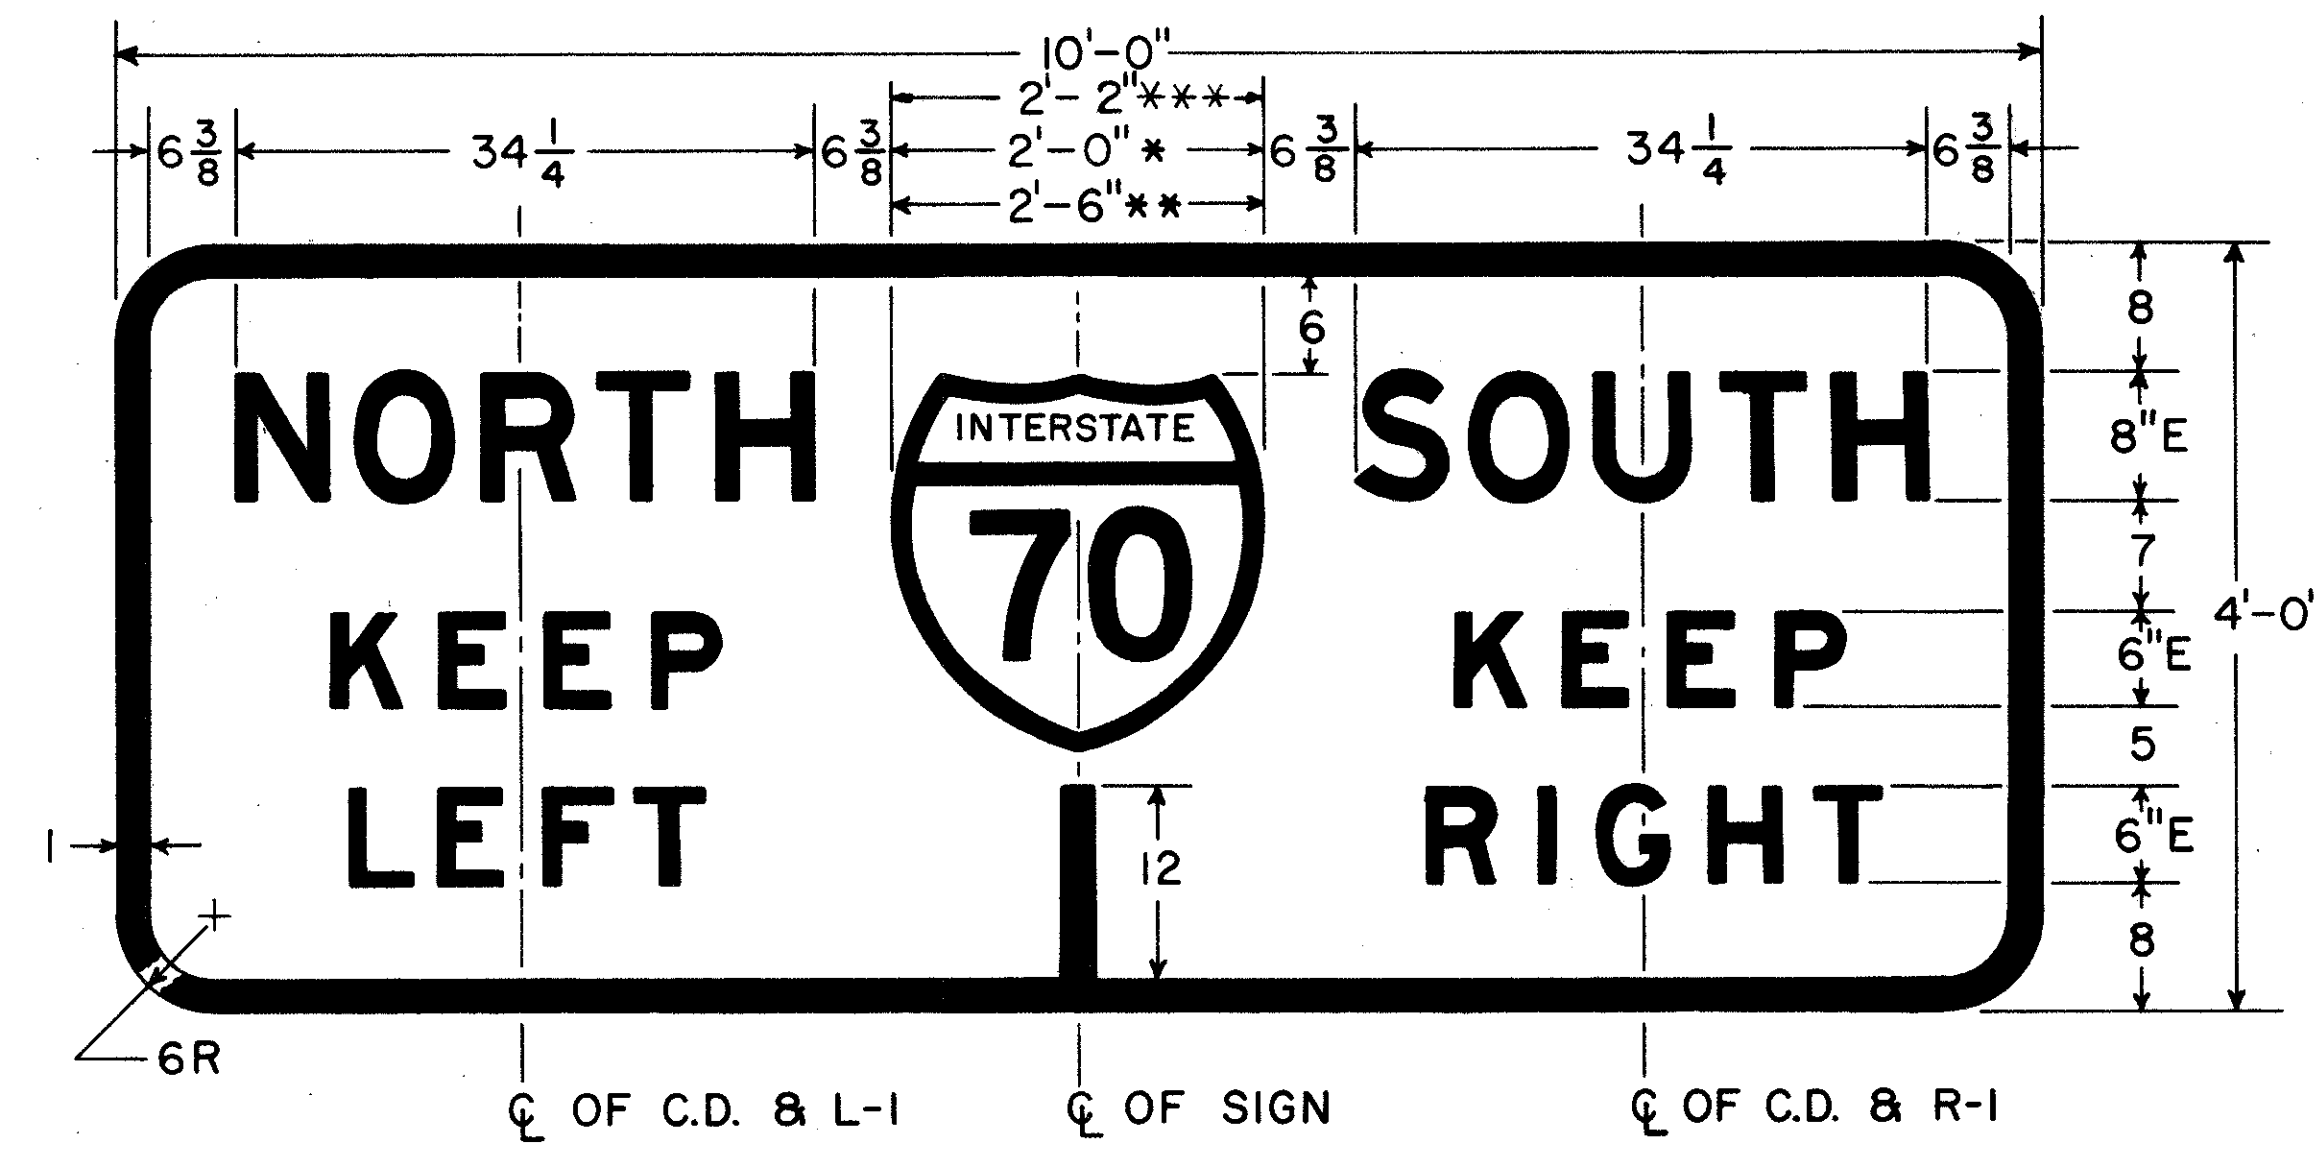 10'-0"
2'- 2"***
6 3/8 34 1/4 6 3/8 2'-0" * 6 3/8 34 1/4 6 3/8
2'-6"**
8
6
NORTH INTERSTATE SOUTH 8"E
70
7
4'-0'
KEEP KEEP 6"E
5
LEFT RIGHT 6"E
1
12
8
6R
℄ OF C.D. & L-1 ℄ OF SIGN ℄ OF C.D. & R-1